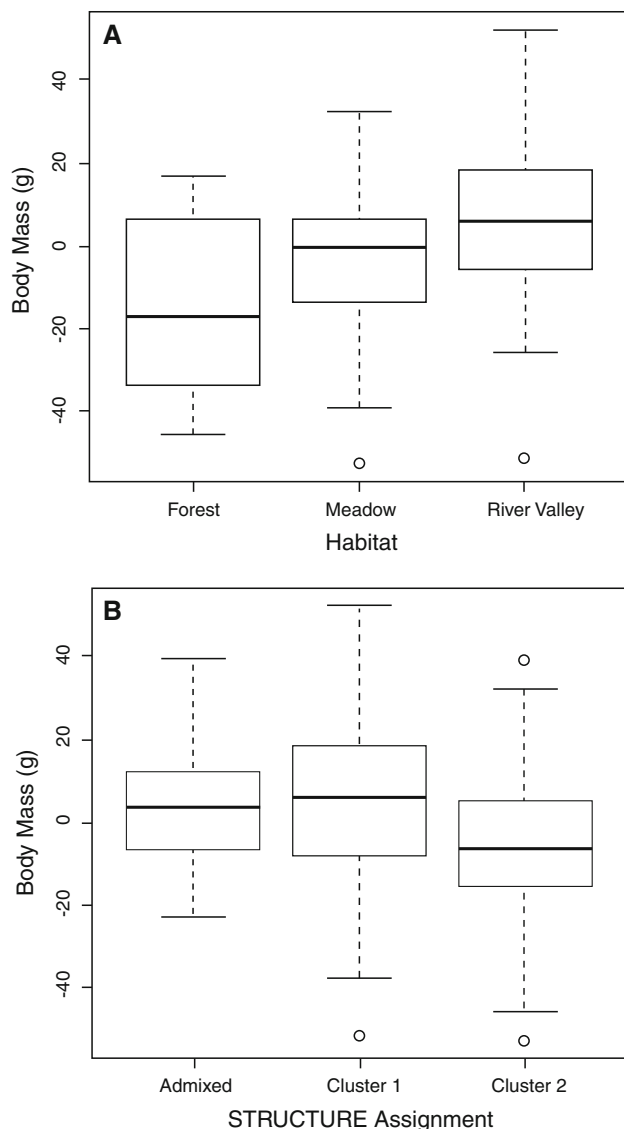 A
Body Mass (g)
40
20
0
-20
-40
Forest Meadow River Valley
Habitat
B
Body Mass (g)
40
20
0
-20
-40
Admixed Cluster 1 Cluster 2
STRUCTURE Assignment